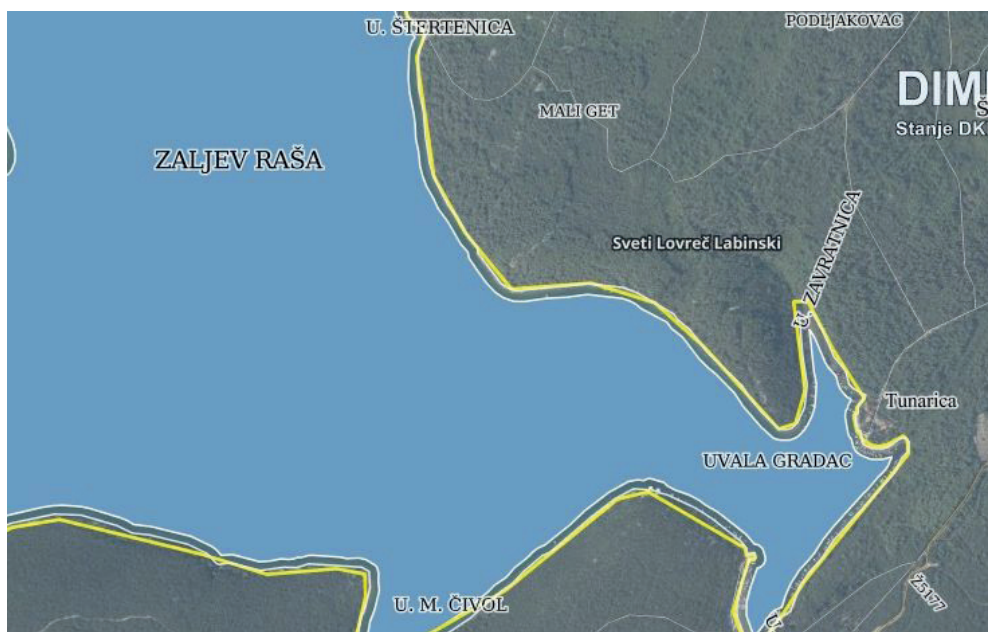 PODLJAKOVAC
U. ŠTERTENICA
DIM
Š
MALI GET
Stanje DK
ZALJEV RAŠA
Sveti Lovreč Labinski
U. ZAVRATNICA
Tunarica
UVALA GRADAC
Ž5177
U. M. ČIVOL
U.